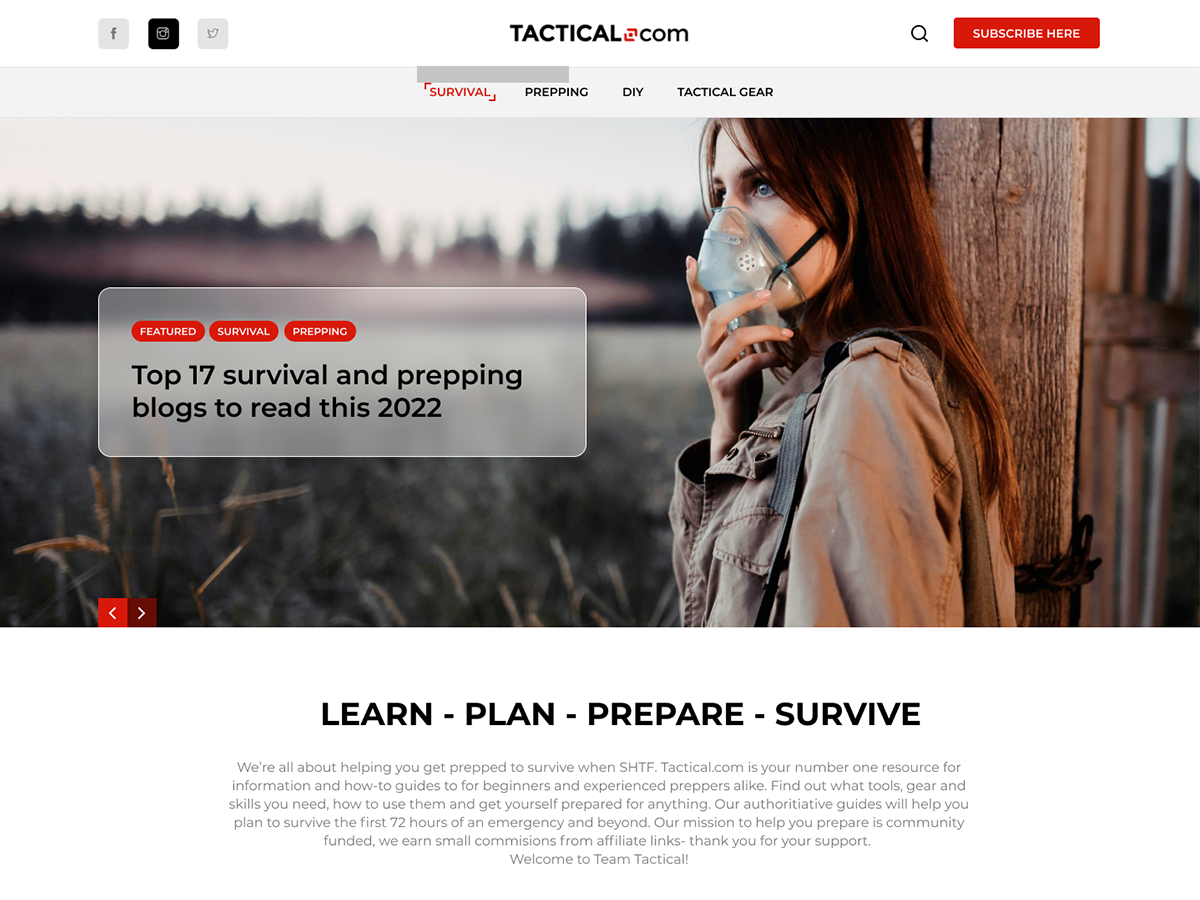 TACTICAL.com
SUBSCRIBE HERE
SURVIVAL PREPPING DIY TACTICAL GEAR
FEATURED SURVIVAL PREPPING
Top 17 survival and prepping
blogs to read this 2022
LEARN - PLAN - PREPARE - SURVIVE
We’re all about helping you get prepped to survive when SHTF. Tactical.com is your number one resource for
information and how-to guides to for beginners and experienced preppers alike. Find out what tools, gear and
skills you need, how to use them and get yourself prepared for anything. Our authoritiative guides will help you
plan to survive the first 72 hours of an emergency and beyond. Our mission to help you prepare is community
funded, we earn small commisions from affiliate links- thank you for your support.
Welcome to Team Tactical!